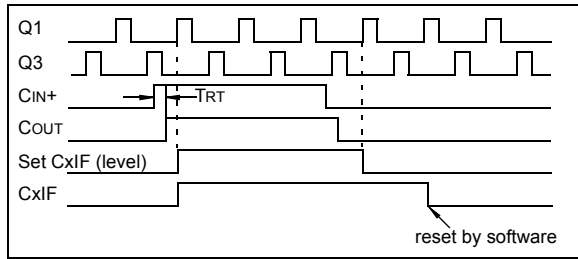 Q1
Q3
CIN+
TRT
COUT
Set CxIF (level)
CxIF
reset by software